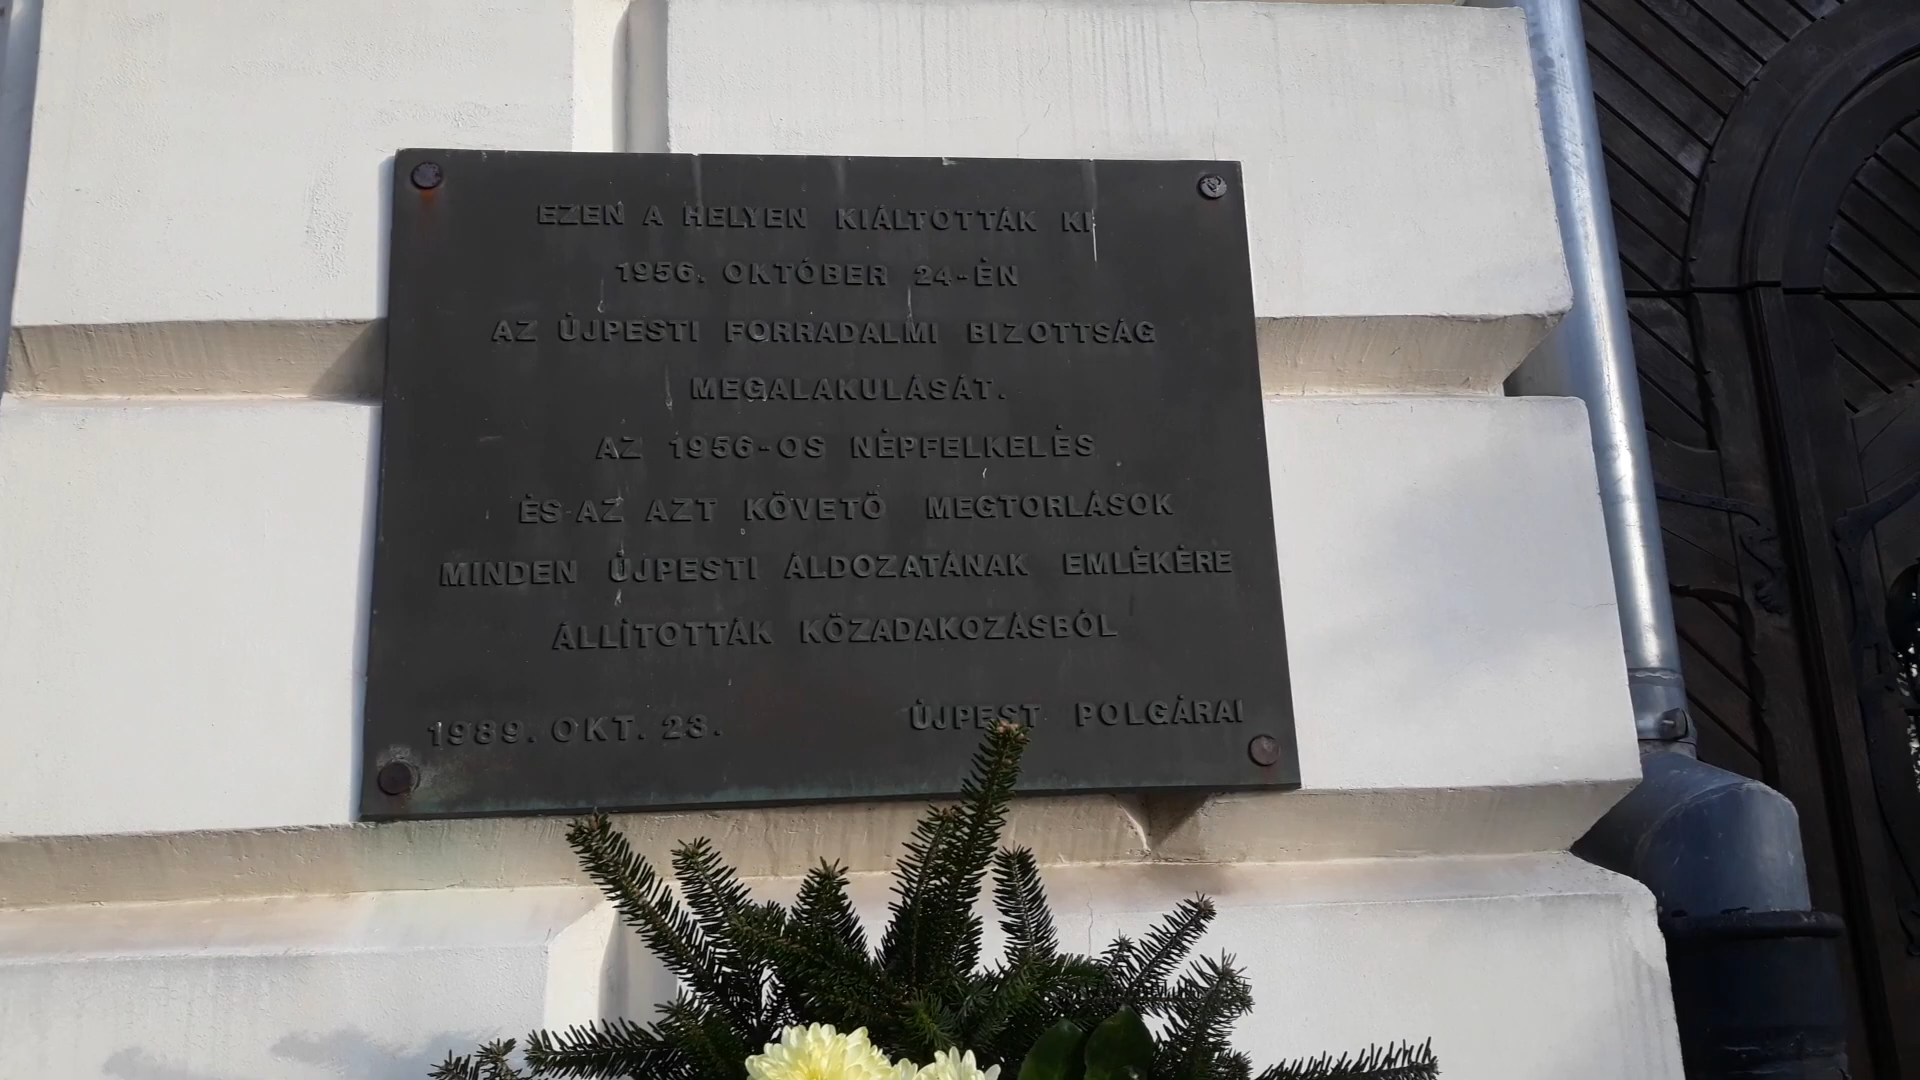 EZEN A HELYEN KIÁLTOTTÁK KI
1956. OKTÓBER 24-ÉN
AZ ÚJPESTI FORRADALMI BIZOTTSÁG
MEGALAKULÁSÁT.
AZ 1956-OS NÉPFELKELÉS
ÉS AZ AZT KÖVETŐ MEGTORLÁSOK
MINDEN ÚJPESTI ÁLDOZATÁNAK EMLÉKÉRE
ÁLLÍTOTTÁK KÖZADAKOZÁSBÓL
1989. OKT. 23. ÚJPEST POLGÁRAI